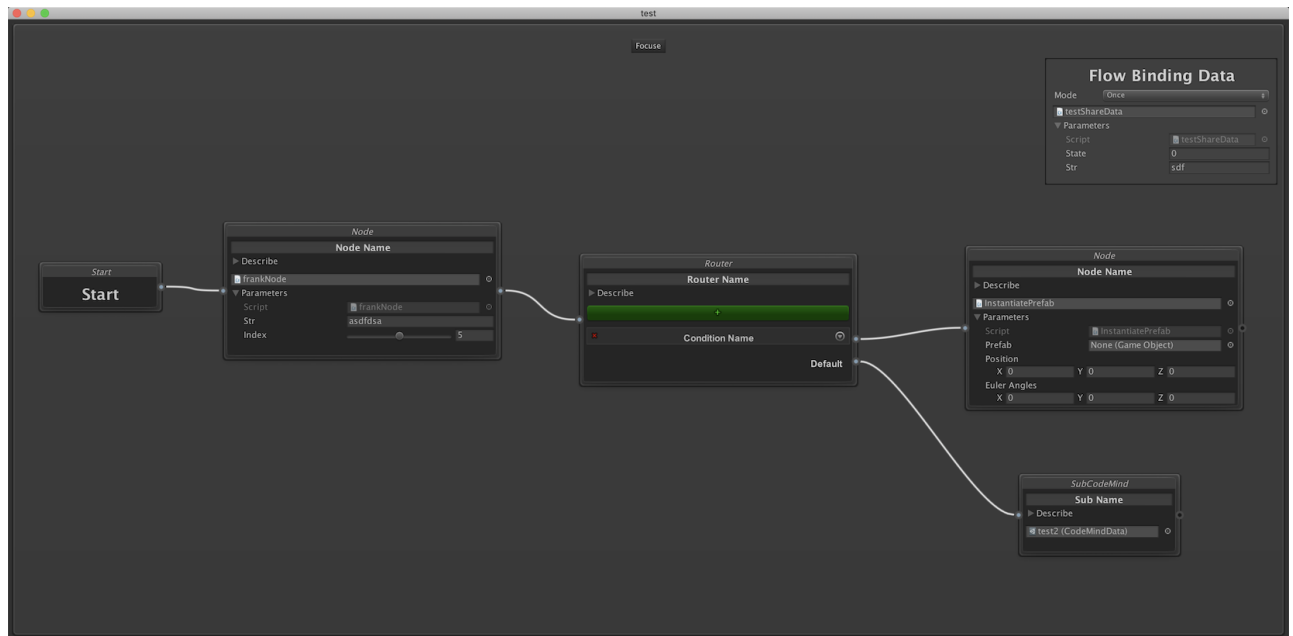 test
Focuse
Flow Binding Data
Mode Once
testShareData
Parameters
Script testShareData
State 0
Str sdf
Start
Start
Node
Node Name
Describe
frankNode
Parameters
Script frankNode
Str asdfdsa
Index 5
Router
Router Name
Describe
+
Condition Name
Default
Node
Node Name
Describe
InstantiatePrefab
Parameters
Script InstantiatePrefab
Prefab None (Game Object)
Position
X 0 Y 0 Z 0
Euler Angles
X 0 Y 0 Z 0
SubCodeMind
Sub Name
Describe
test2 (CodeMindData)